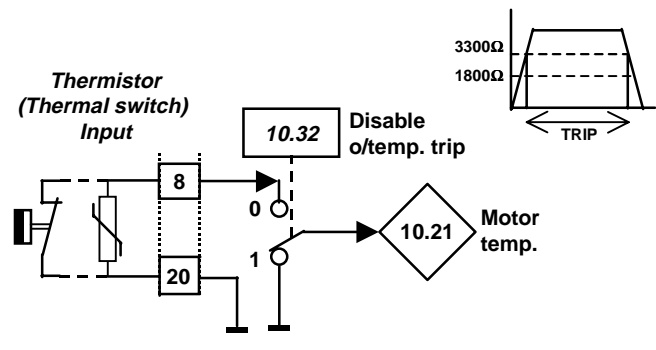 3300Ω
1800Ω
TRIP
Thermistor
(Thermal switch)
Input
10.32
Disable
o/temp. trip
8
0
10.21
Motor
temp.
1
20